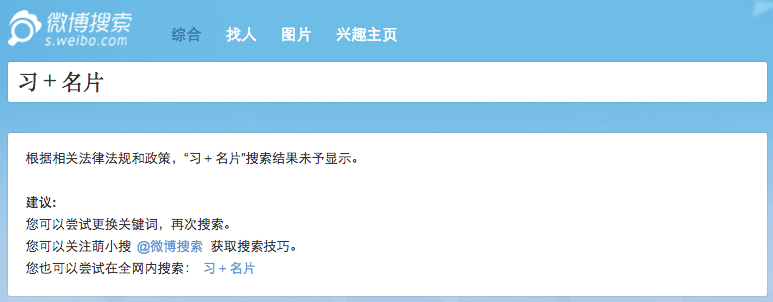 微博搜索
s.weibo.com
综合 找人 图片 兴趣主页
习+名片
根据相关法律法规和政策，“习+名片”搜索结果未予显示。
建议:
您可以尝试更换关键词，再次搜索。
您可以关注萌小搜 @微博搜索 获取搜索技巧。
您也可以尝试在全网内搜索： 习+名片